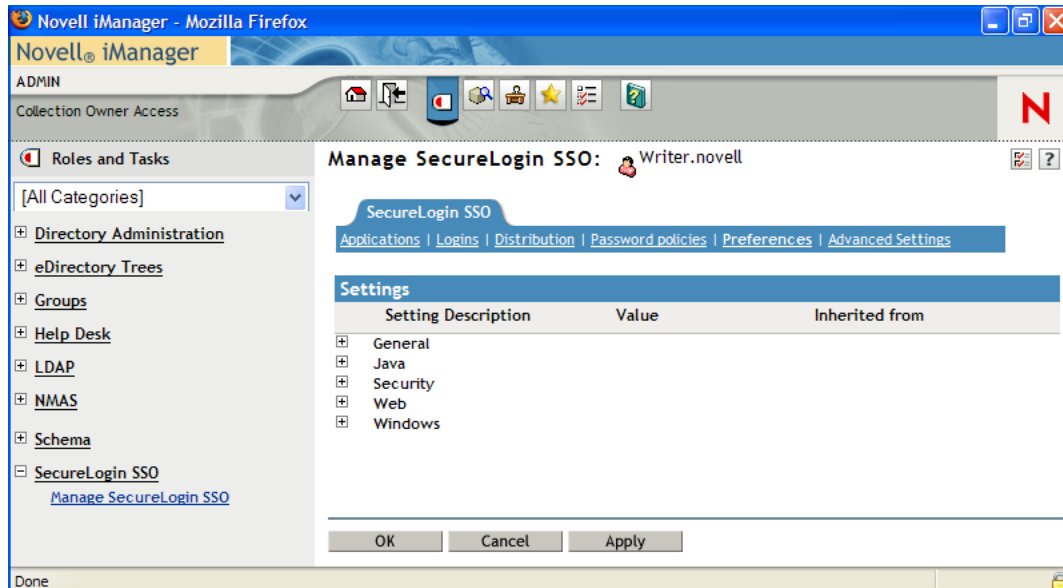 Novell iManager - Mozilla Firefox
Novell® iManager
ADMIN
Collection Owner Access
N
Roles and Tasks
[All Categories]
Directory Administration
eDirectory Trees
Groups
Help Desk
LDAP
NMAS
Schema
SecureLogin SSO
Manage SecureLogin SSO
Manage SecureLogin SSO: Writer.novell
?
SecureLogin SSO
Applications | Logins | Distribution | Password policies | Preferences | Advanced Settings
Settings
Setting Description Value Inherited from
General
Java
Security
Web
Windows
OK Cancel Apply
Done